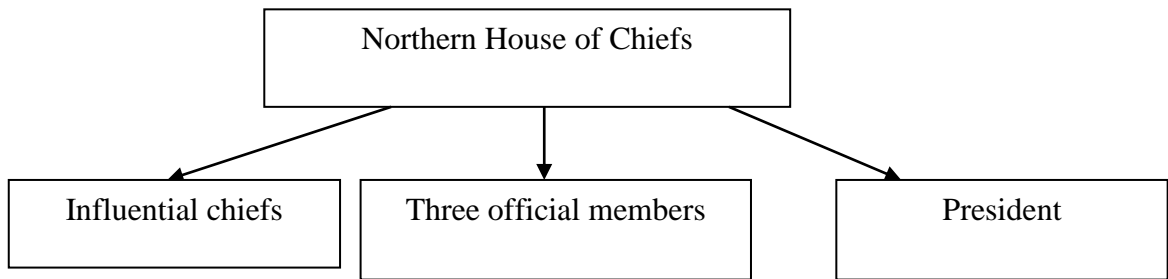 Northern House of Chiefs
Influential chiefs
Three official members
President